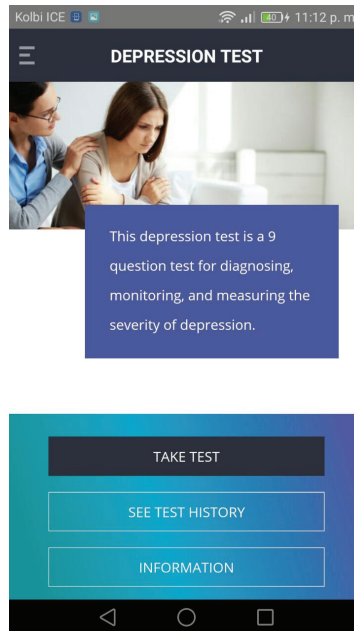 Kolbi ICE 40 11:12 p. m
DEPRESSION TEST
This depression test is a 9
question test for diagnosing,
monitoring, and measuring the
severity of depression.
TAKE TEST
SEE TEST HISTORY
INFORMATION